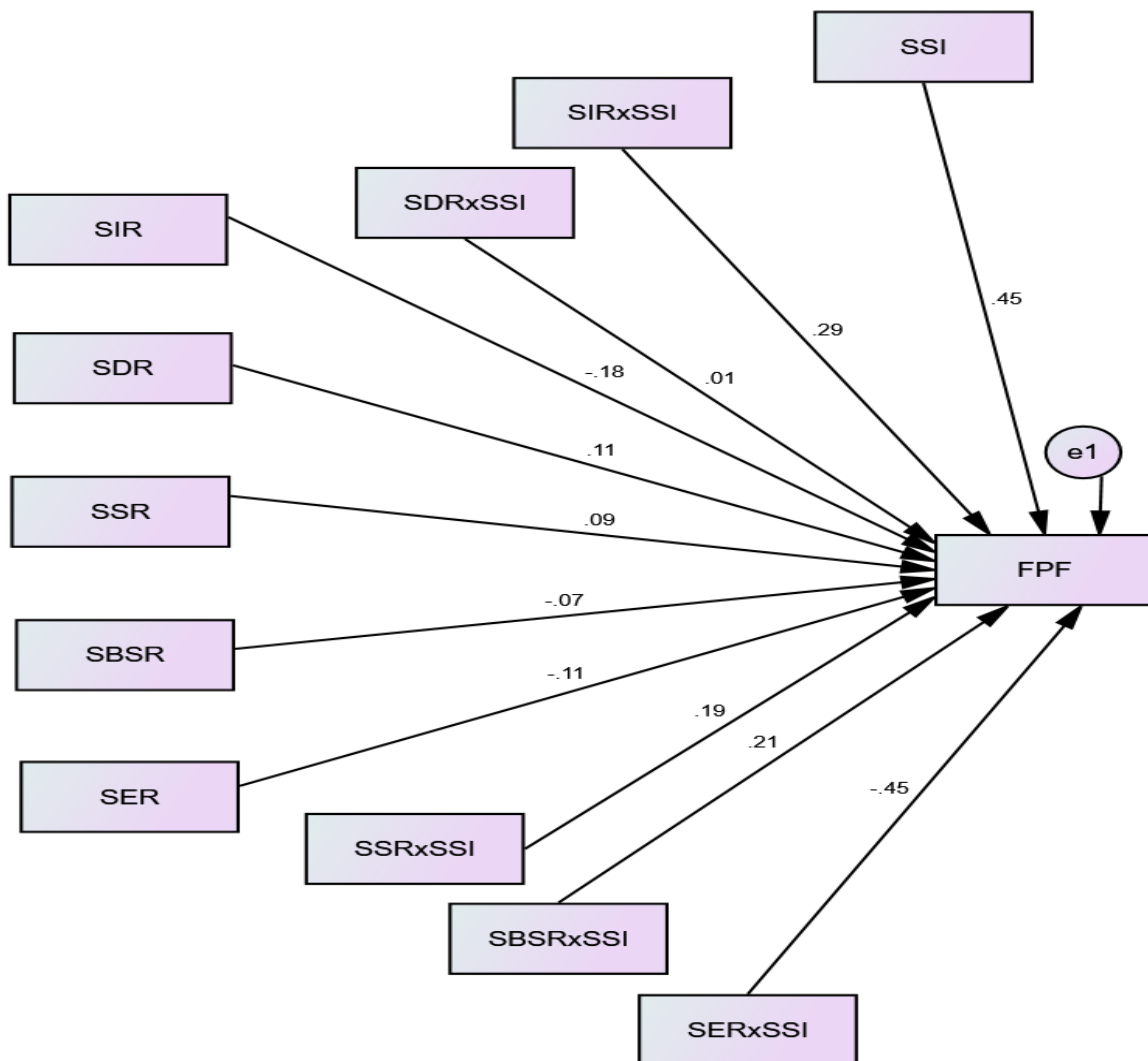 SSI
SIRxSSI
SDRxSSI
SIR
.45
.29
SDR
-.18
.01
.11
e1
SSR
.09
FPF
-.07
SBSR
-.11
.19
.21
SER
-.45
SSRxSSI
SBSRxSSI
SERxSSI